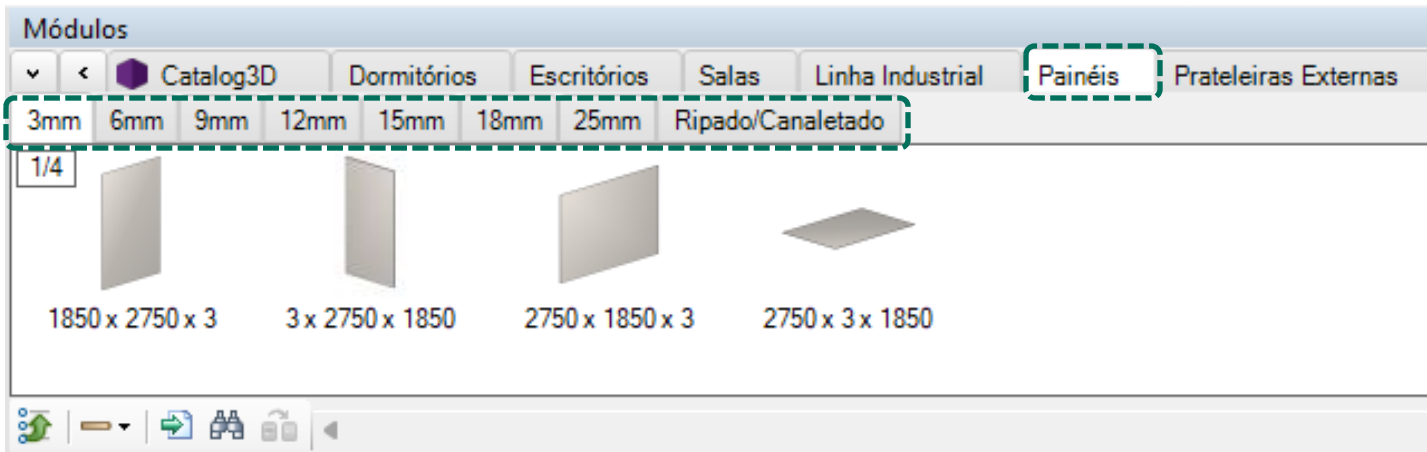 Módulos
Catalog3D Dormitórios Escritórios Salas Linha Industrial Painéis Prateleiras Externas
3mm 6mm 9mm 12mm 15mm 18mm 25mm Ripado/Canaletado
1/4
1850 x 2750 x 3 3 x 2750 x 1850 2750 x 1850 x 3 2750 x 3 x 1850